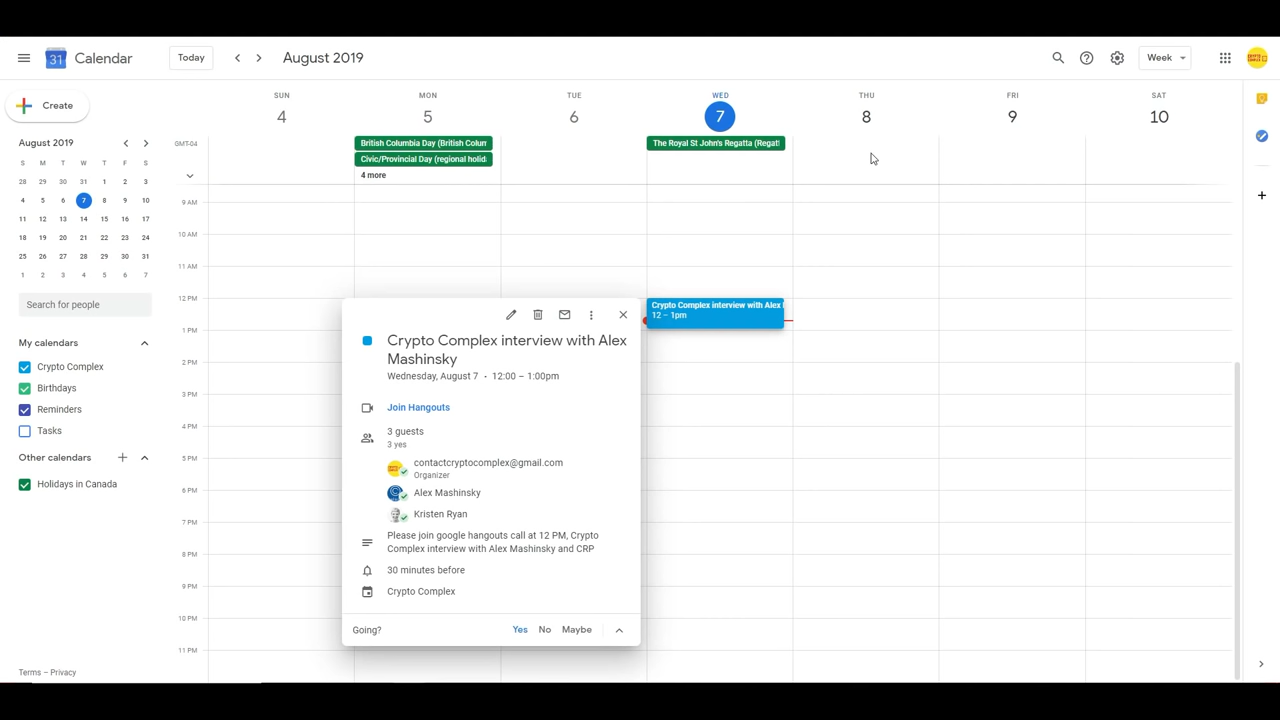 31
Calendar
Today
August 2019
Week
Create
August 2019
S M T W T F S
28 29 30 31 1 2 3
4 5 6 7 8 9 10
11 12 13 14 15 16 17
18 19 20 21 22 23 24
25 26 27 28 29 30 31
1 2 3 4 5 6 7
Search for people
My calendars
Crypto Complex
Birthdays
Reminders
Tasks
Other calendars
Holidays in Canada
Terms – Privacy
SUN MON TUE WED THU FRI SAT
4 5 6 7 8 9 10
GMT-04
British Columbia Day (British Colum
Civic/Provincial Day (regional holid
4 more
The Royal St John's Regatta (Regat
9 AM
10 AM
11 AM
12 PM
1 PM
2 PM
3 PM
4 PM
5 PM
6 PM
7 PM
8 PM
9 PM
10 PM
11 PM
Crypto Complex interview with Alex
12 – 1pm
Crypto Complex interview with Alex
Mashinsky
Wednesday, August 7 · 12:00 – 1:00pm
Join Hangouts
3 guests
3 yes
contactcryptocomplex@gmail.com
Organizer
Alex Mashinsky
Kristen Ryan
Please join google hangouts call at 12 PM, Crypto
Complex interview with Alex Mashinsky and CRP
30 minutes before
Crypto Complex
Going?
Yes No Maybe